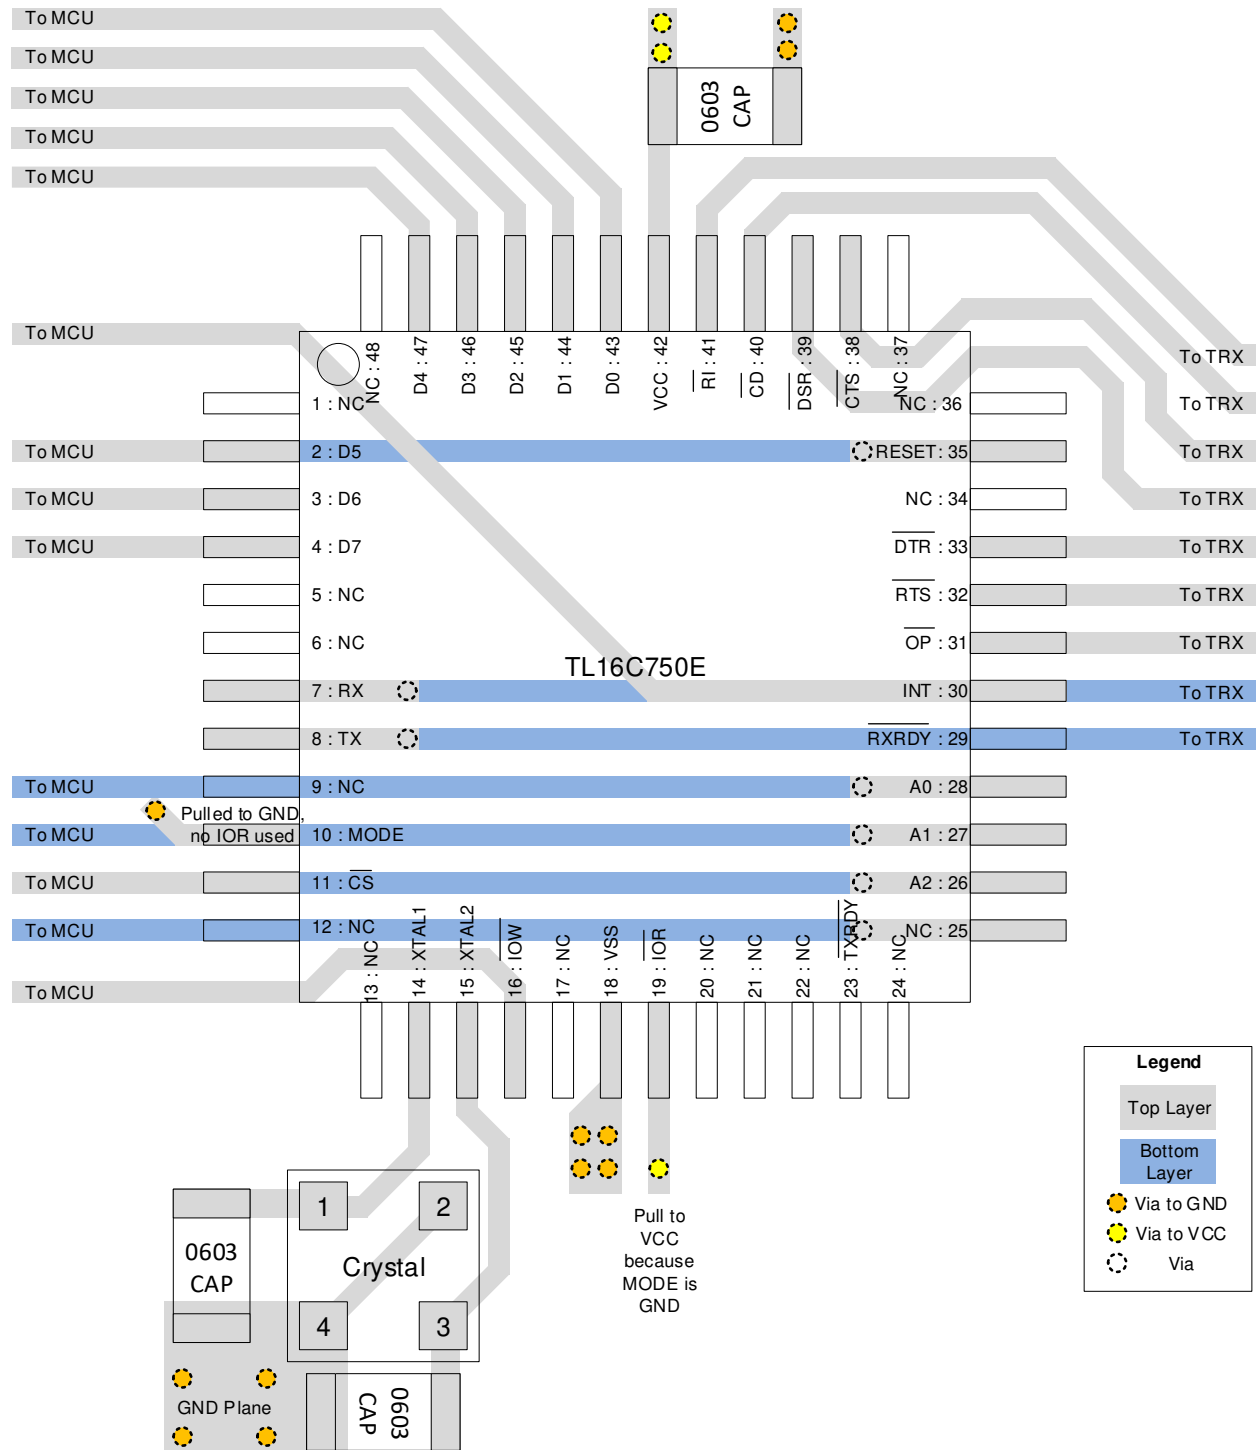 To MCU
To MCU
To MCU
To MCU
To MCU
0603
CAP
To MCU
NC : 48
D4 : 47
D3 : 46
D2 : 45
D1 : 44
D0 : 43
VCC : 42
RI : 41
CD : 40
DSR : 39
CTS : 38
NC : 37
To TRX
1 : NC
NC : 36
To TRX
To MCU
2 : D5
RESET: 35
To TRX
To MCU
3 : D6
NC : 34
To TRX
To MCU
4 : D7
DTR : 33
To TRX
5 : NC
RTS : 32
To TRX
6 : NC
OP : 31
To TRX
TL16C750E
7 : RX
INT : 30
To TRX
8 : TX
RXRDY : 29
To TRX
To MCU
9 : NC
A0 : 28
Pulled to GND,
no IOR used
To MCU
10 : MODE
A1 : 27
To MCU
11 : CS
A2 : 26
To MCU
12 : NC
NC : 25
To MCU
13 : NC
14 : XTAL1
15 : XTAL2
16 : IOW
17 : NC
18 : VSS
19 : IOR
20 : NC
21 : NC
22 : NC
23 : TXRDY
24 : NC
Legend
Top Layer
Bottom
Layer
Via to GND
Via to VCC
Via
1
2
Pull to
VCC
because
MODE is
GND
0603
CAP
Crystal
4
3
GND Plane
0603
CAP